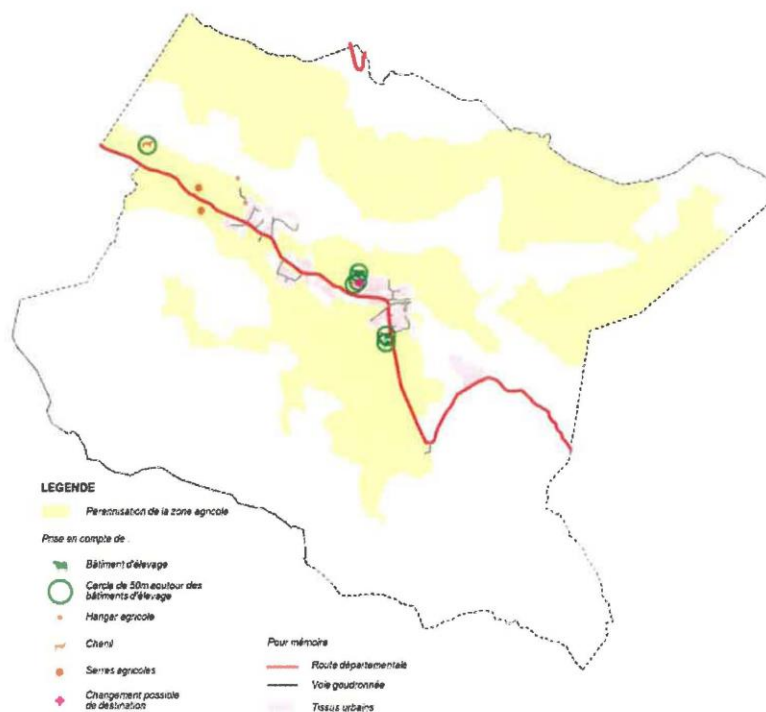 LEGENDE
Pérennisation de la zone agricole
Prise en compte de :
Bâtiment d'élevage
Cercle de 50m autour des
bâtiments d'élevage
Hangar agricole
Chenil
Serres agricoles
Changement possible
de destination
Pour mémoire
Route départementale
Voie goudronnée
Tissus urbains